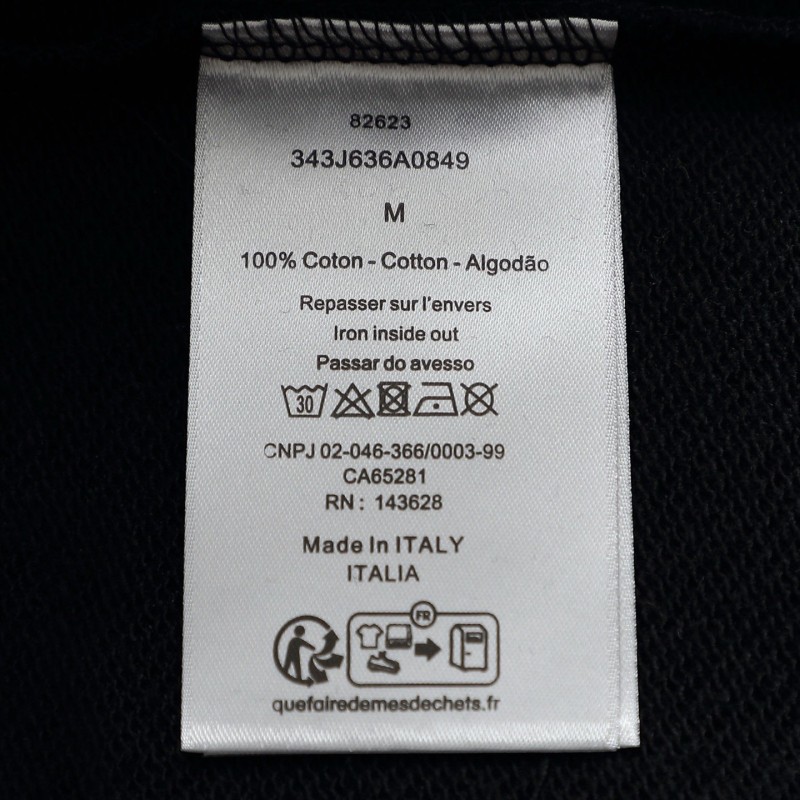 82623
343J636A0849
M
100% Coton - Cotton - Algodão
Repasser sur l'envers
Iron inside out
Passar do avesso
30
CNPJ 02-046-366/0003-99
CA65281
RN : 143628
Made In ITALY
ITALIA
FR
quefairedemesdechets.fr